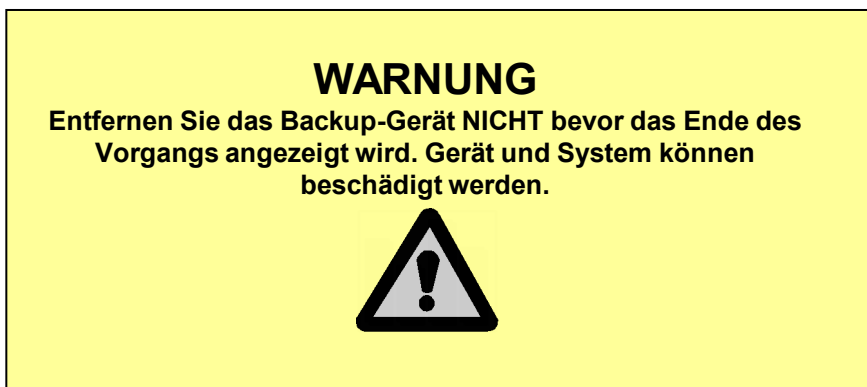 WARNUNG
Entfernen Sie das Backup-Gerät NICHT bevor das Ende des
Vorgangs angezeigt wird. Gerät und System können
beschädigt werden.